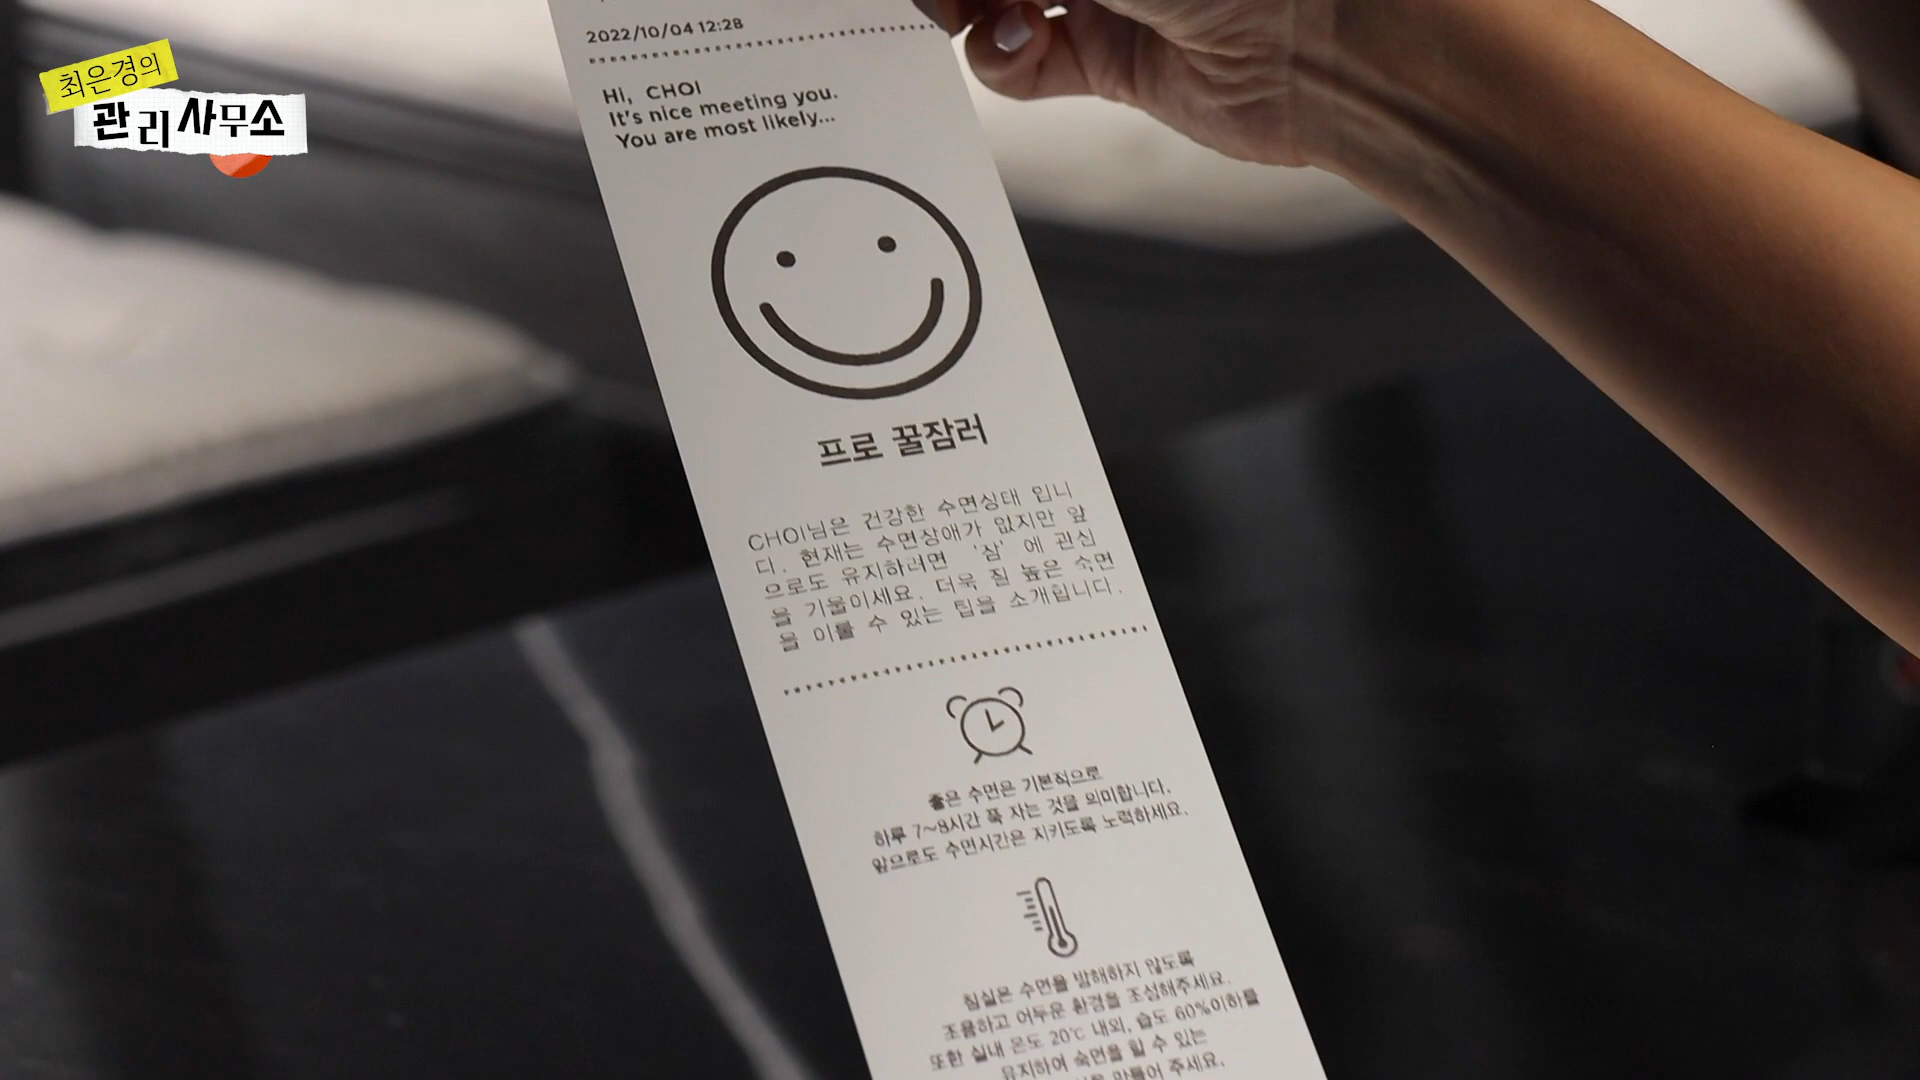 최은경의
관리사무소
2022/10/04 12:28
Hi, CHOI
It's nice meeting you.
You are most likely...
프로 꿀잠러
CHOI님은 건강한 수면상태 입니
다. 현재는 수면장애가 없지만 앞
으로도 유지하려면 '잠' 에 관심
을 기울이세요. 더욱 질 높은 숙면
을 이룰 수 있는 팁을 소개합니다.
좋은 수면은 기본적으로
하루 7~8시간 푹 자는 것을 의미합니다.
앞으로도 수면시간은 지키도록 노력하세요.
침실은 수면을 방해하지 않도록
조용하고 어두운 환경을 조성해주세요.
또한 실내 온도 20℃ 내외, 습도 60%이하를
유지하여 숙면을 할 수 있는
만들어 주세요.